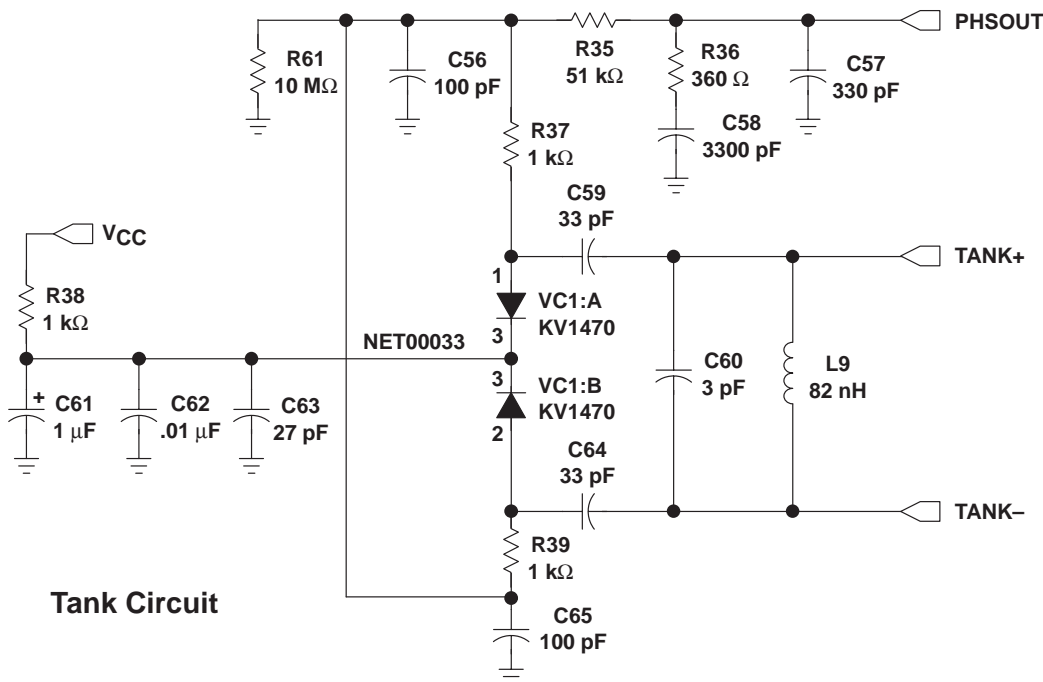 PHSOUT
R61
10 MΩ
C56
100 pF
R35
51 kΩ
R36
360 Ω
C57
330 pF
C58
3300 pF
R37
1 kΩ
C59
33 pF
VCC
TANK+
R38
1 kΩ
1
VC1:A
KV1470
3
NET00033
3
VC1:B
KV1470
2
C60
3 pF
L9
82 nH
+
C61
1 μF
C62
.01 μF
C63
27 pF
C64
33 pF
TANK–
R39
1 kΩ
Tank Circuit
C65
100 pF